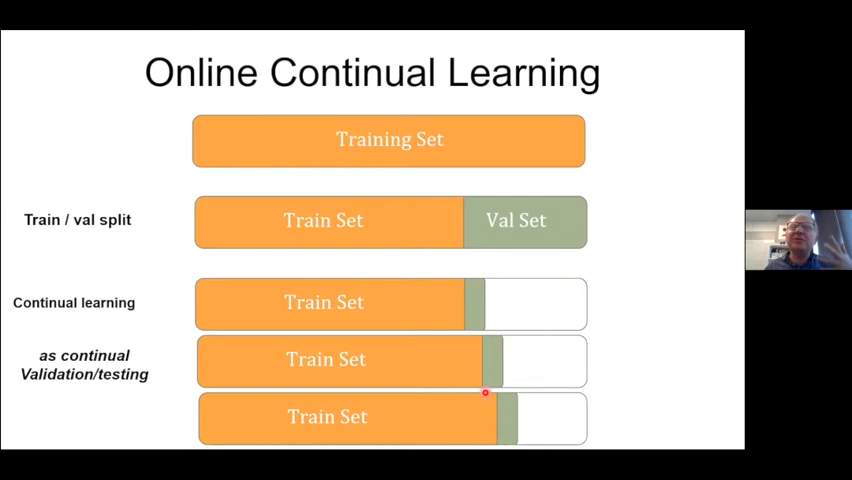 Online Continual Learning
Training Set
Train / val split
Train Set
Val Set
Continual learning
Train Set
as continual
Validation/testing
Train Set
Train Set